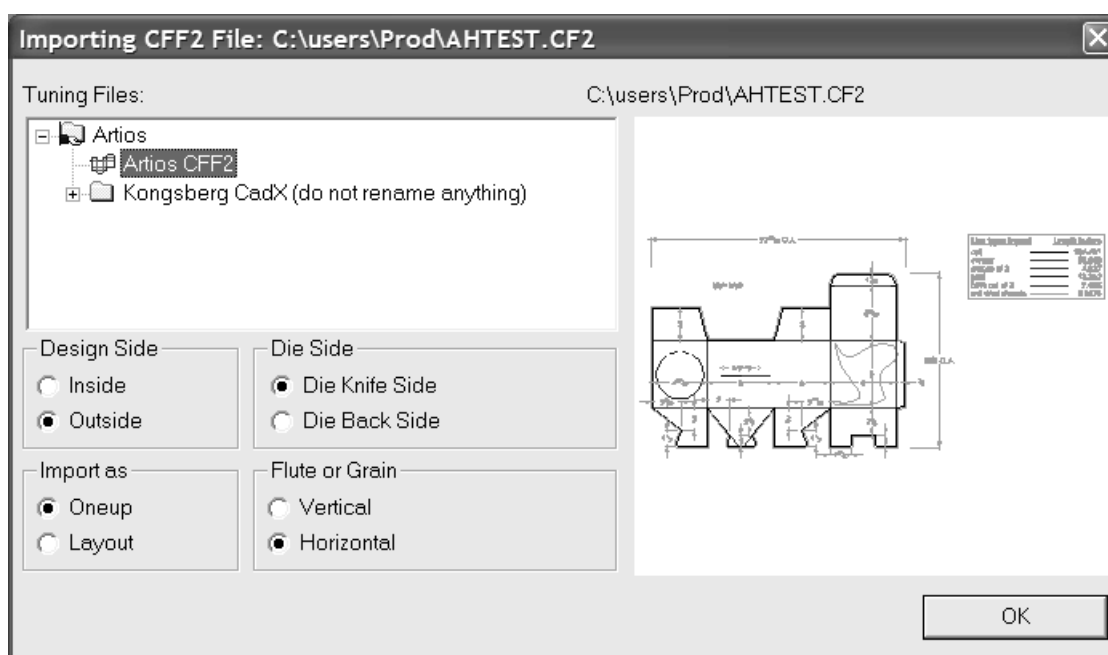 Importing CFF2 File: C:\users\Prod\AHTEST.CF2
Tuning Files:
C:\users\Prod\AHTEST.CF2
Artios
Artios CFF2
Kongsberg CadX (do not rename anything)
Design Side
Inside
Outside
Die Side
Die Knife Side
Die Back Side
Import as
Oneup
Layout
Flute or Grain
Vertical
Horizontal
OK